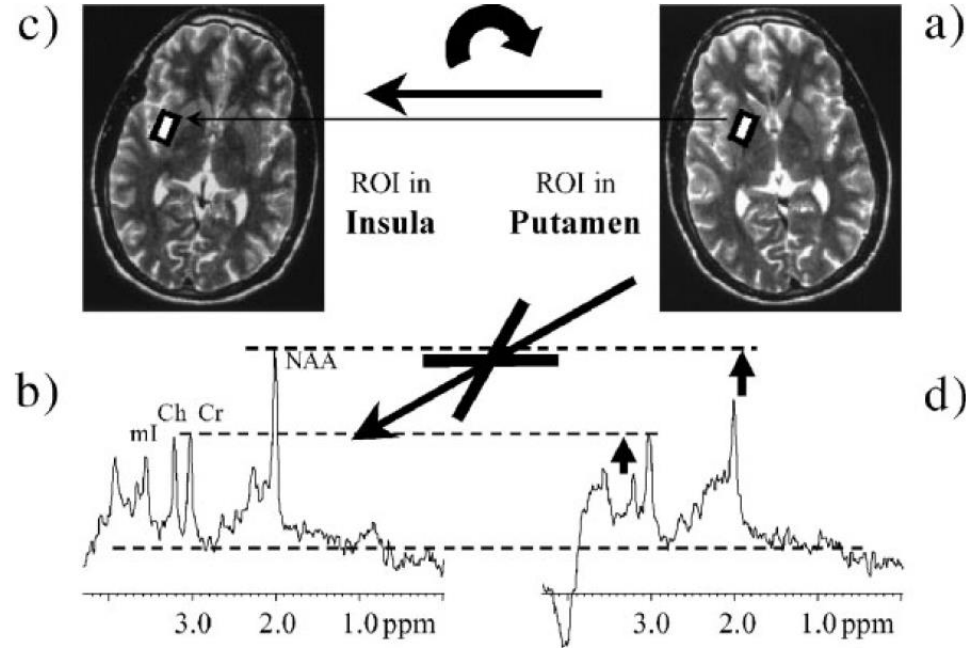 c)
a)
ROI in
Insula
ROI in
Putamen
b)
d)
NAA
Ch Cr
mI
3.0 2.0 1.0 ppm
3.0 2.0 1.0 ppm